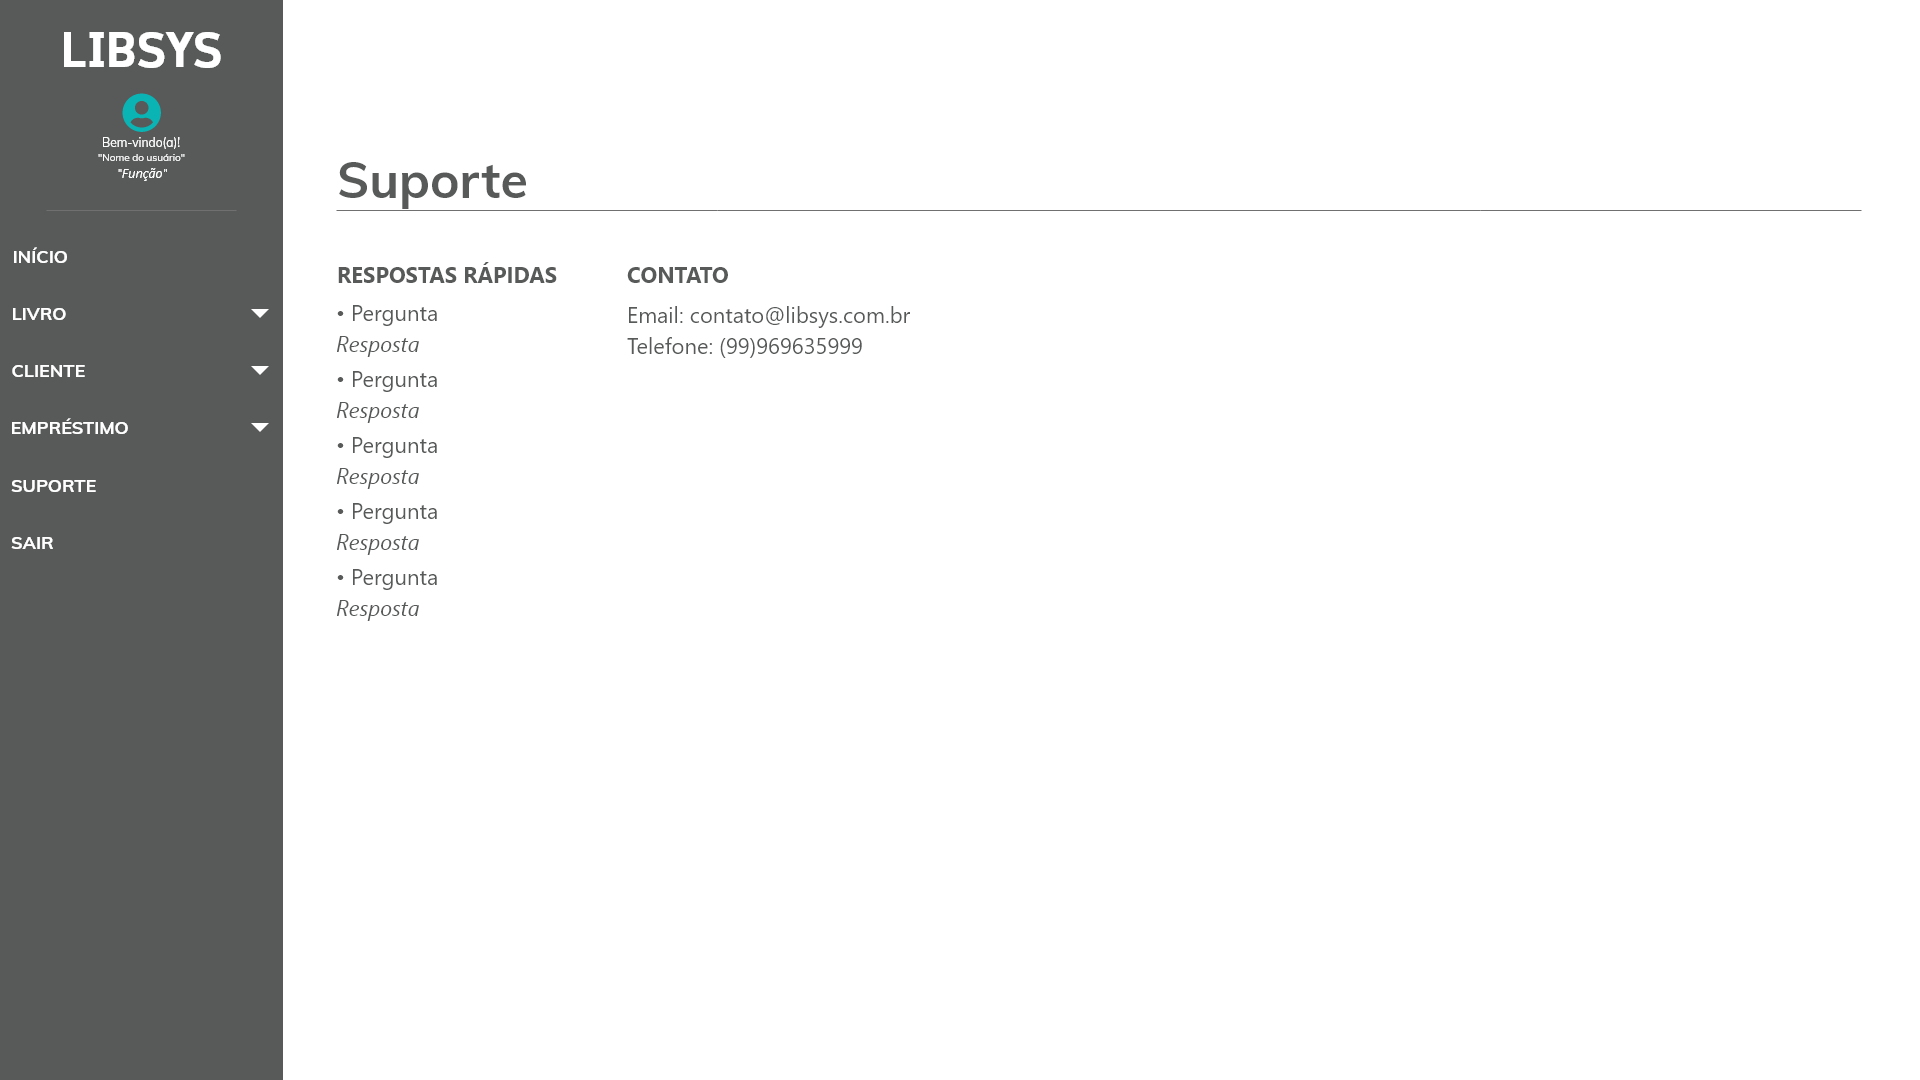 LIBSYS
Bem-vindo(a)!
"Nome do usuário"
"Função"
INÍCIO
LIVRO
CLIENTE
EMPRÉSTIMO
SUPORTE
SAIR
Suporte
RESPOSTAS RÁPIDAS
• Pergunta
Resposta
• Pergunta
Resposta
• Pergunta
Resposta
• Pergunta
Resposta
• Pergunta
Resposta
CONTATO
Email: contato@libsys.com.br
Telefone: (99)969635999